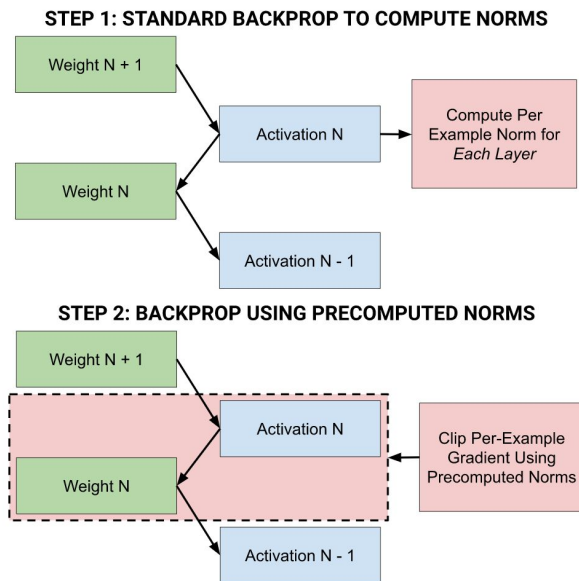 STEP 1: STANDARD BACKPROP TO COMPUTE NORMS
Weight N + 1
Activation N
Compute Per
Example Norm for
Each Layer
Weight N
Activation N - 1
STEP 2: BACKPROP USING PRECOMPUTED NORMS
Weight N + 1
Activation N
Clip Per-Example
Gradient Using
Precomputed Norms
Weight N
Activation N - 1